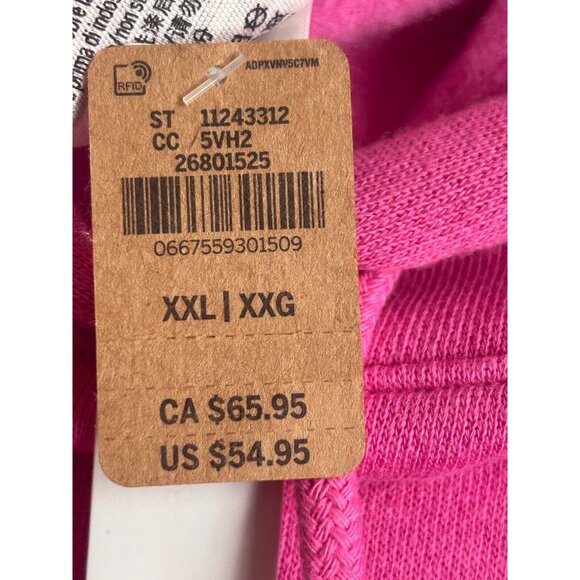 RFID
ADPXVNV5C7VM
ST 11243312
CC /5VH2
26801525
0667559301509
XXL | XXG
CA $65.95
US $54.95